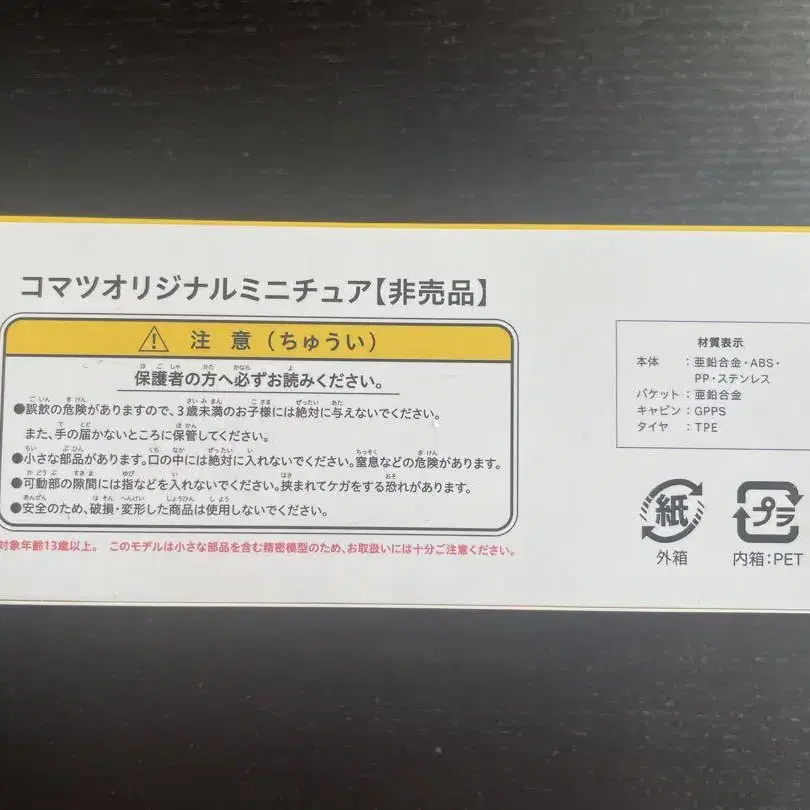 コマツオリジナルミニチュア【非売品】
注 意 （ちゅうい）
保護者の方へ必ずお読みください。
●誤飲の危険がありますので、3歳未満のお子様には絶対に与えないでください。
また、手の届かないところに保管してください。
●小さな部品があります。口の中には絶対に入れないでください。窒息などの危険があります。
●可動部の隙間には指などを入れないでください。挟まれてケガをする恐れがあります。
●安全のため、破損・変形した商品は使用しないでください。
対象年齢13歳以上。 このモデルは小さな部品を含む精密模型のため、お取扱いには十分ご注意ください。
材質表示
本体 ：亜鉛合金・ABS・
PP・ステンレス
バケット：亜鉛合金
キャビン：GPPS
タイヤ ：TPE
紙
外箱
プラ
内箱：PET